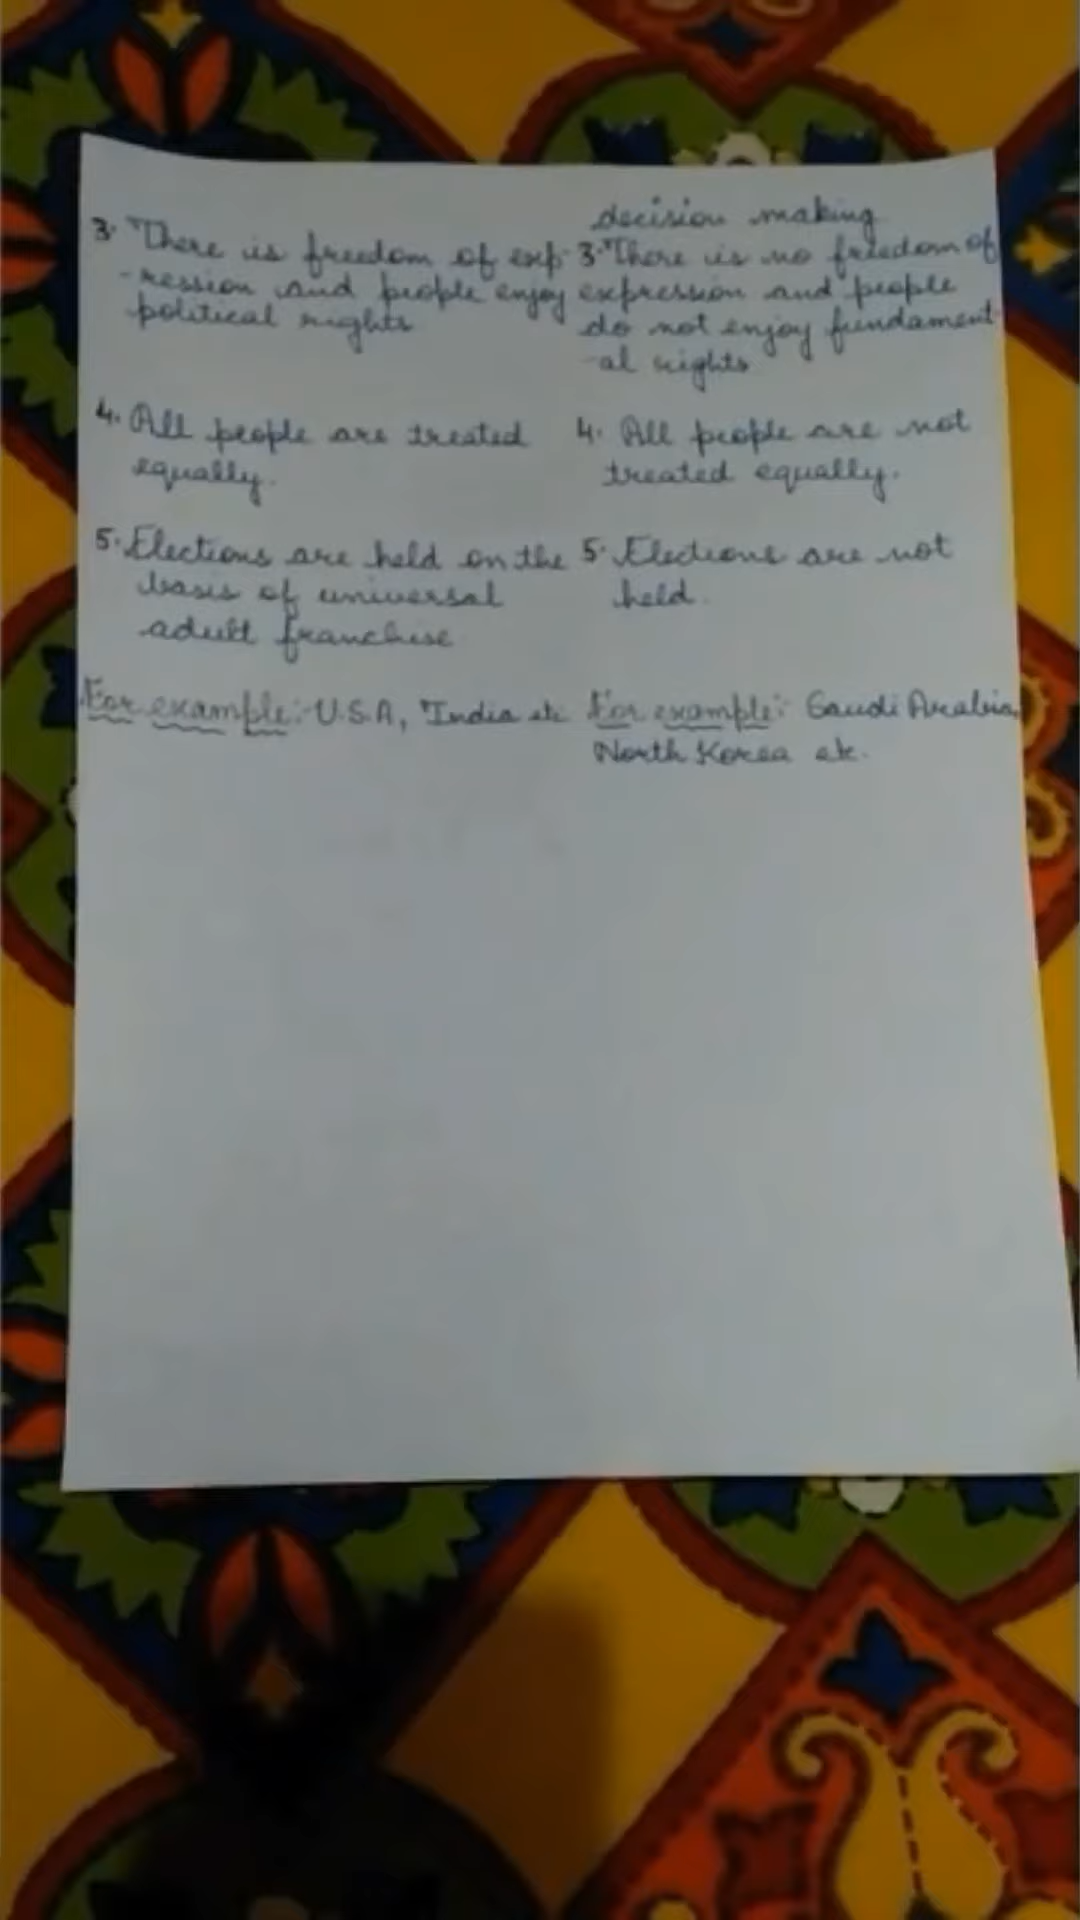 decision making
3. There is freedom of exp-
-ression and people enjoy
political rights
3. There is no freedom of
expression and people
do not enjoy fundament-
-al rights
4. All people are treated
equally.
4. All people are not
treated equally.
5. Elections are held on the
basis of universal
adult franchise
5. Elections are not
held.
For example:- U.S.A, India etc
For example:- Saudi Arabia,
North Korea etc.